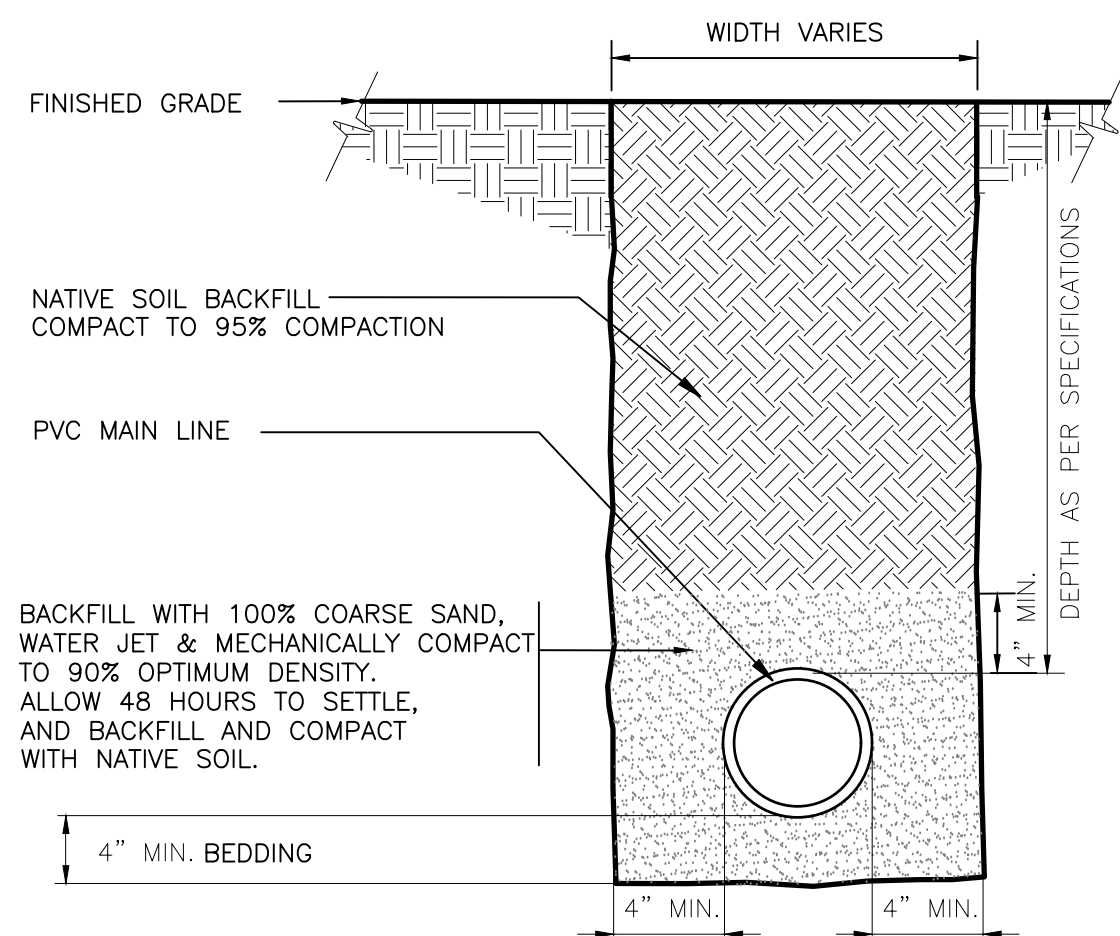 WIDTH VARIES
FINISHED GRADE
NATIVE SOIL BACKFILL
COMPACT TO 95% COMPACTION
PVC MAIN LINE
DEPTH AS PER SPECIFICATIONS
4” MIN.
BACKFILL WITH 100% COARSE SAND,
WATER JET & MECHANICALLY COMPACT
TO 90% OPTIMUM DENSITY.
ALLOW 48 HOURS TO SETTLE,
AND BACKFILL AND COMPACT
WITH NATIVE SOIL.
4” MIN. BEDDING
4” MIN.
4” MIN.